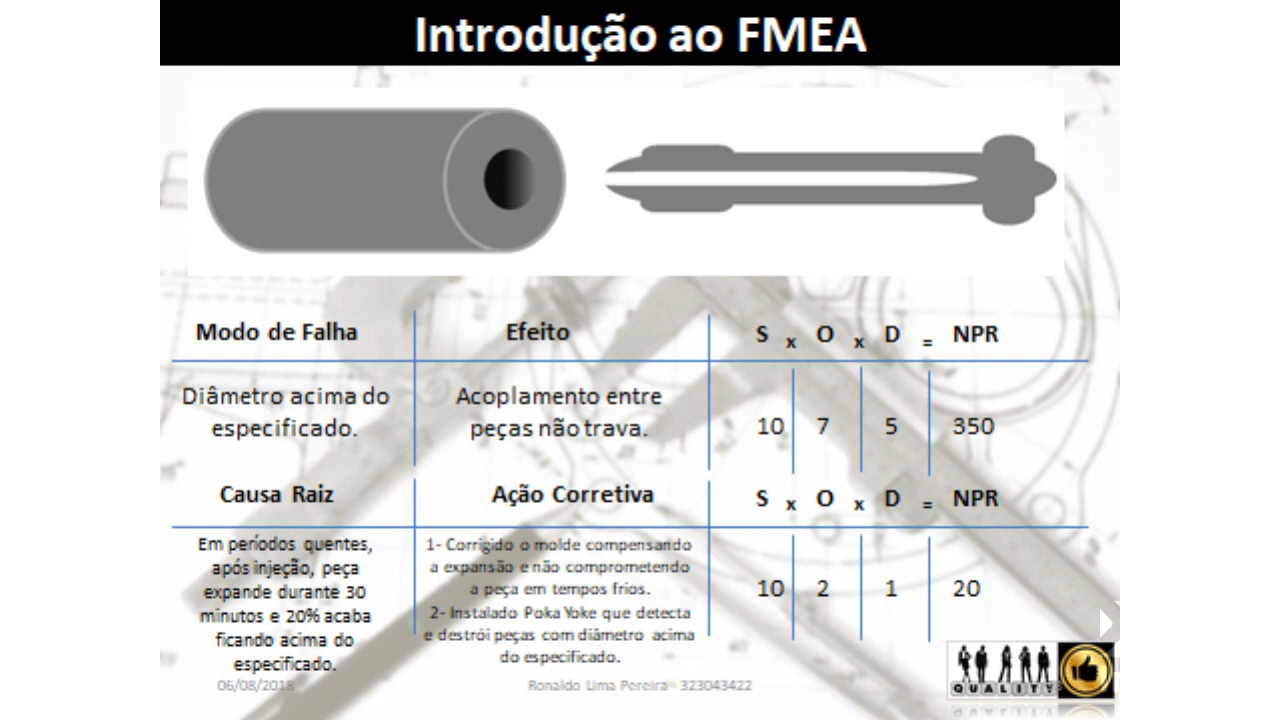 Introdução ao FMEA
Modo de Falha
Efeito
S x O x D = NPR
Diâmetro acima do
especificado.
Acoplamento entre
peças não trava.
10 7 5 350
Causa Raiz
Ação Corretiva
S x O x D = NPR
Em períodos quentes,
após injeção, peça
expande durante 30
minutos e 20% acaba
ficando acima do
especificado.
1- Corrigido o molde compensando
a expansão e não comprometendo
a peça em tempos frios.
2- Instalado Poka Yoke que detecta
e destrói peças com diâmetro acima
do especificado.
10 2 1 20
06/08/2018
Ronaldo Lima Pereira - 323043422
QUALITY